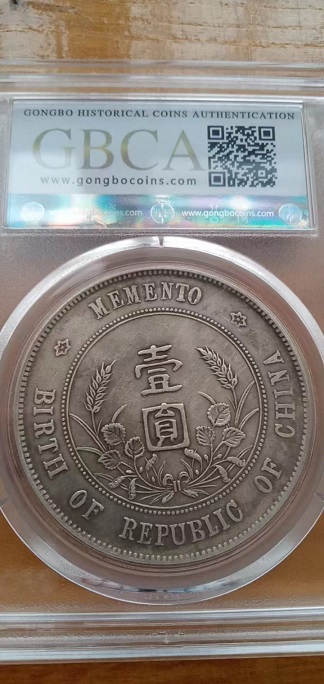 GONGBO HISTORICAL COINS AUTHENTICATION
GBCA
www.gongbocoins.com
www.gongbocoins.com
MEMENTO
壹
圓
BIRTH OF REPUBLIC OF CHINA